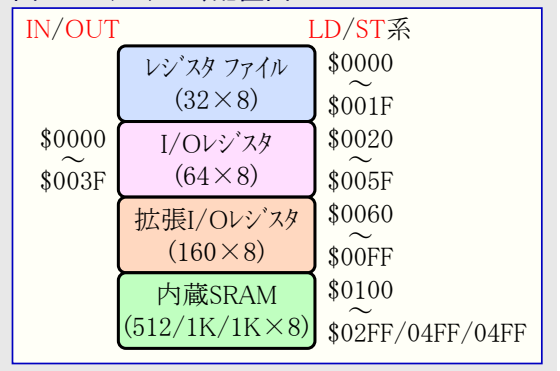 IN/OUT
LD/ST系
レジスタ ファイル
(32×8)
$0000
～
$001F
$0000
～
$003F
I/Oレジスタ
(64×8)
$0020
～
$005F
拡張I/Oレジスタ
(160×8)
$0060
～
$00FF
内蔵SRAM
(512/1K/1K×8)
$0100
～
$02FF/04FF/04FF